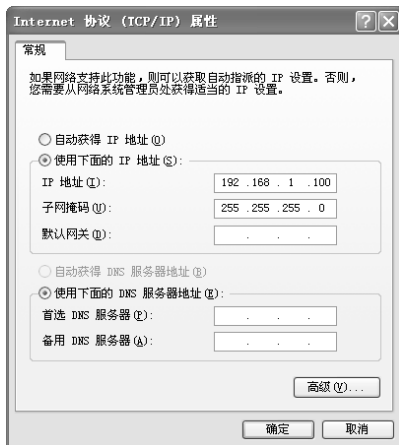 Internet 协议 (TCP/IP) 属性
常规
如果网络支持此功能，则可以获取自动指派的 IP 设置。否则，
您需要从网络系统管理员处获得适当的 IP 设置。
自动获得 IP 地址(O)
使用下面的 IP 地址(S):
IP 地址(I): 192 .168 . 1 .100
子网掩码(U): 255 .255 .255 . 0
默认网关(D): . . .
自动获得 DNS 服务器地址(B)
使用下面的 DNS 服务器地址(E):
首选 DNS 服务器(P): . . .
备用 DNS 服务器(A): . . .
高级(V)...
确定 取消